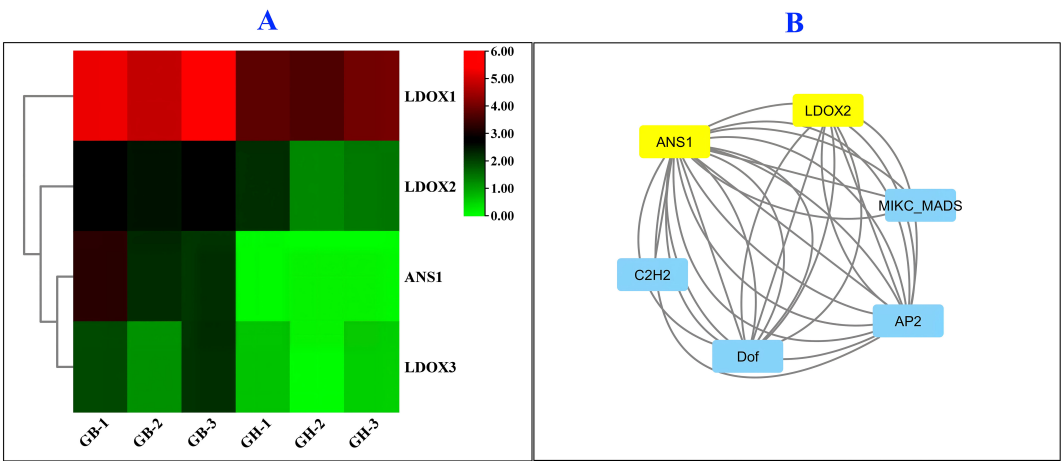 A
B
6.00
5.00
4.00
3.00
2.00
1.00
0.00
LDOX1
LDOX2
ANS1
LDOX3
GB-1
GB-2
GB-3
GH-1
GH-2
GH-3
LDOX2
ANS1
MIKC_MADS
C2H2
AP2
Dof